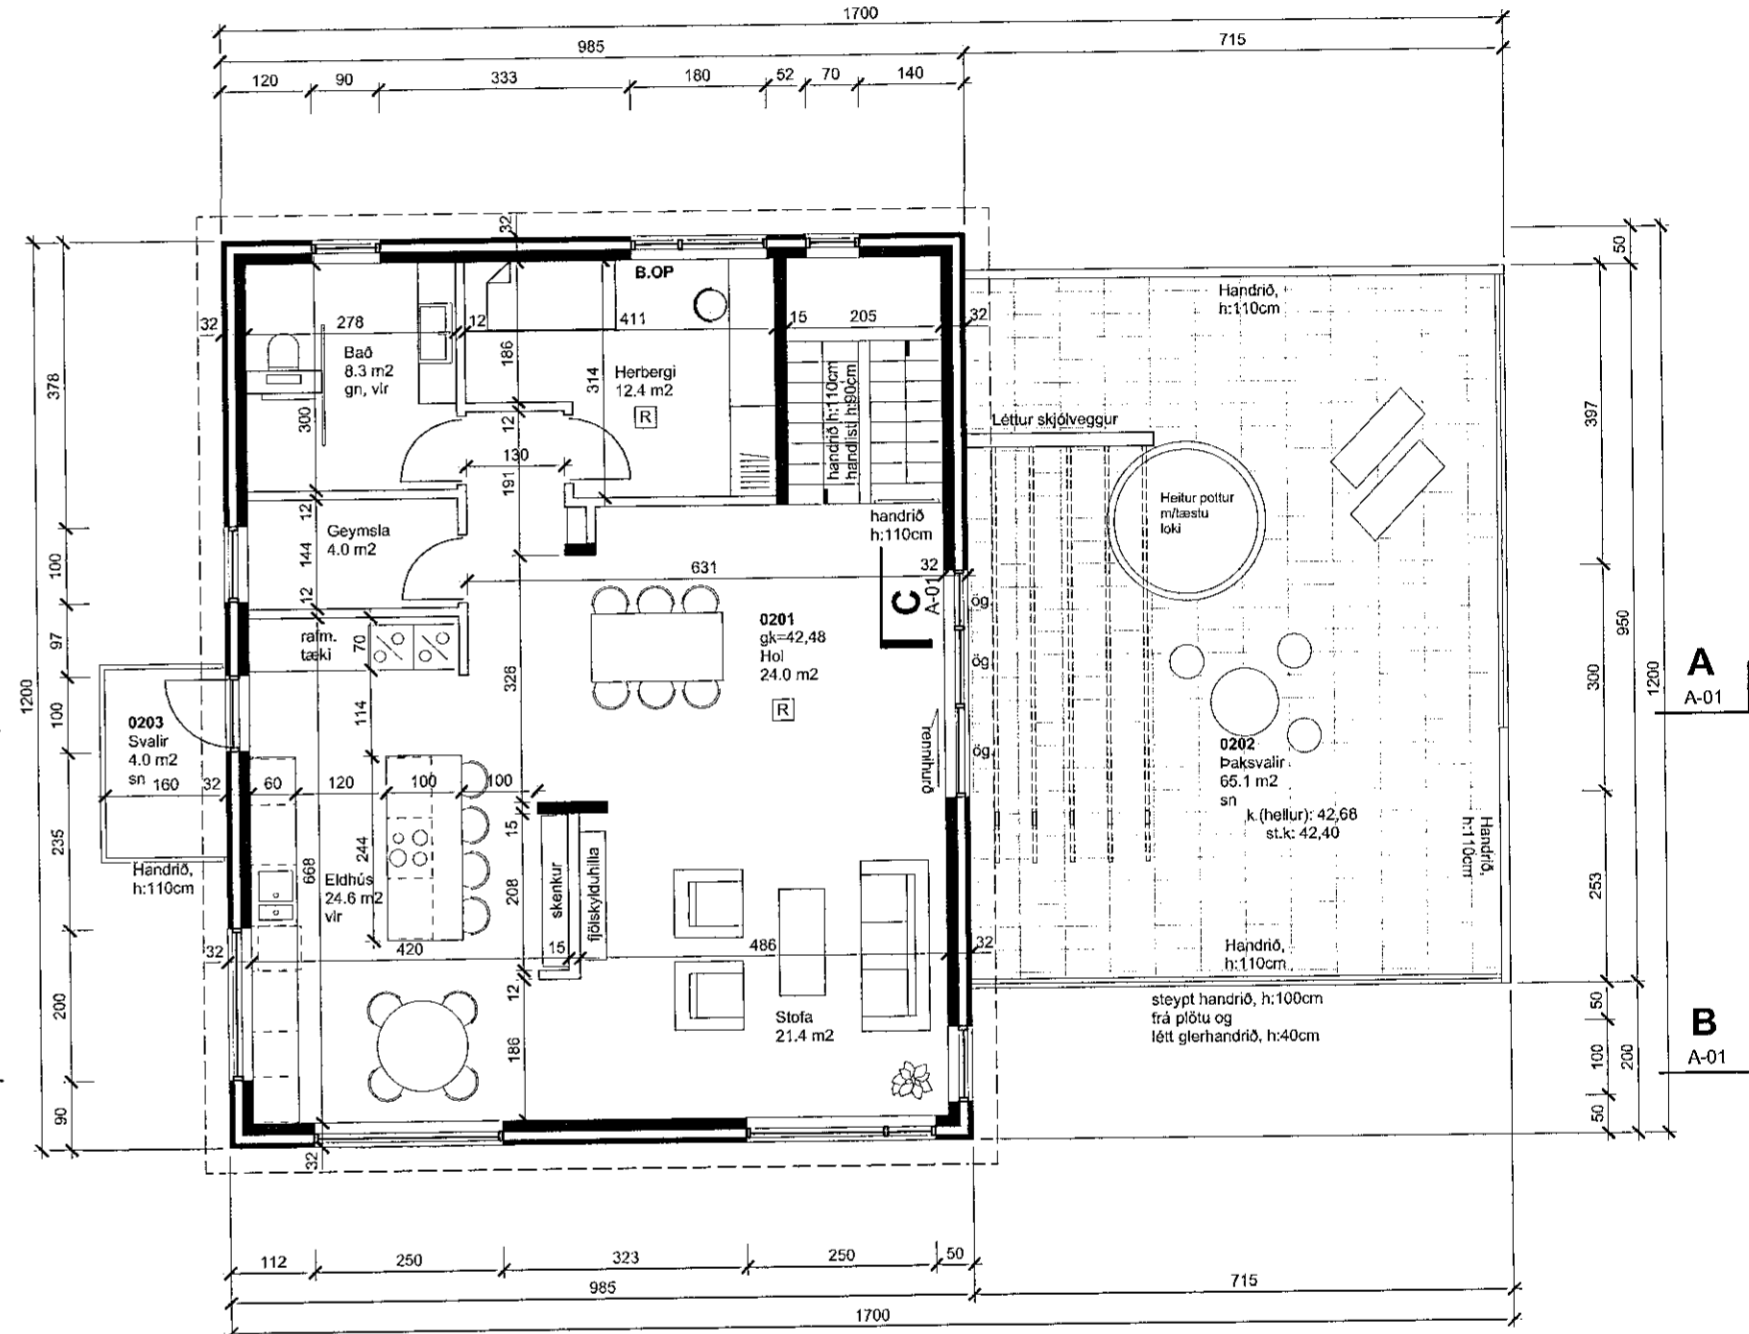 1700
985
715
120
90
333
180
52
70
140
32
B.OP
Handrið,
h:110cm
32
278
12
411
15
205
32
Bað
8.3 m2
gn, vlr
186
314
Herbergi
12.4 m2
R
handrið h:110cm
handlisti h:90cm
Léttur skjólveggur
300
12
130
191
Heitur pottur
m/læstu
loki
12
Geymsla
4.0 m2
144
12
handrið
h:110cm
631
32
C
A-01
rafm.
tæki
70
326
0201
gk=42,48
Hol
24.0 m2
R
ög.
ög.
ög.
rennihurð
0203
Svalir
4.0 m2
sn
160
32
60
120
100
100
114
0202
Þaksvalir
65.1 m2
sn
k.(hellur): 42,68
st.k: 42,40
Handrið,
h:110cm
Handrið,
h:110cm
244
668
Eldhús
24.6 m2
vlr
15
208
skenkur
fjölskylduhilla
32
420
15
486
32
12
186
Stofa
21.4 m2
Handrið,
h:110cm
steypt handrið, h:100cm
frá plötu og
létt glerhandrið, h:40cm
32
1200
378
100
97
100
235
200
90
50
397
300
253
50
100
50
950
200
1200
A
A-01
B
A-01
112
250
323
250
50
985
715
1700